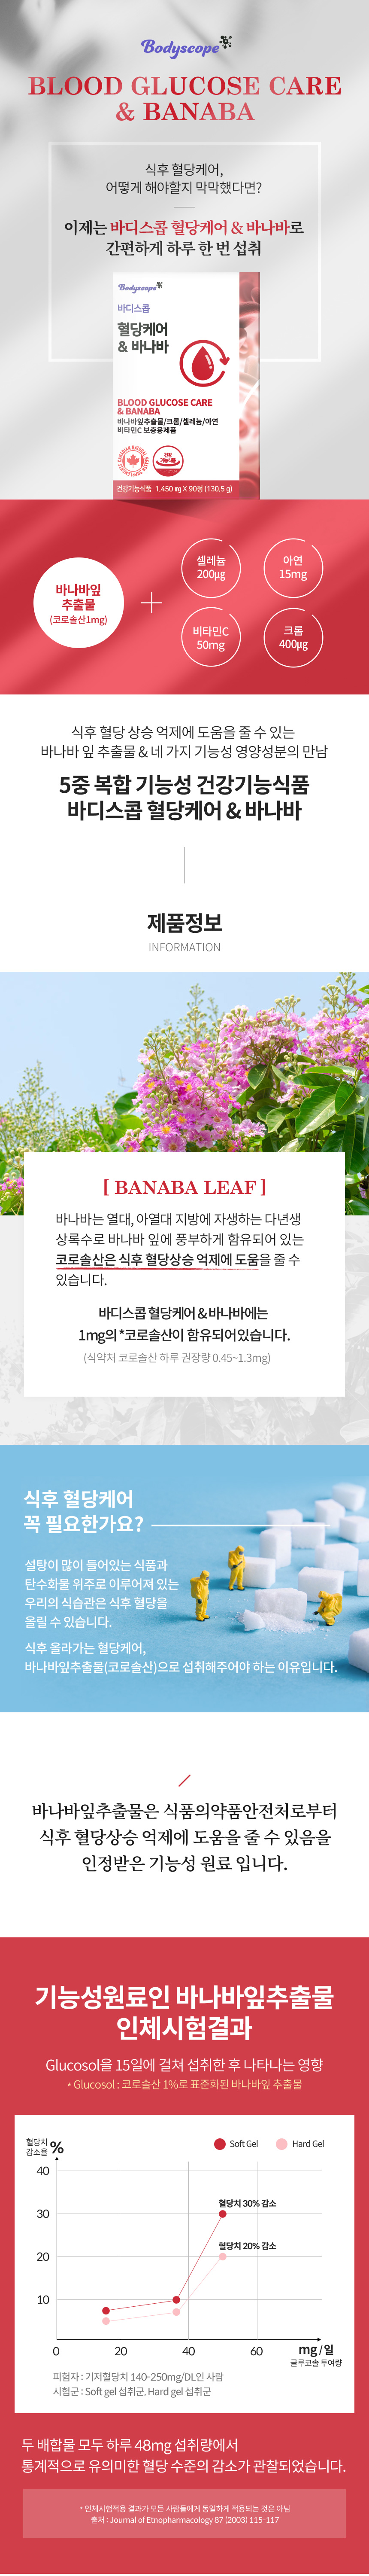 Bodyscope
BLOOD GLUCOSE CARE
& BANABA
식후 혈당케어,
어떻게 해야할지 막막했다면?
이제는 바디스콥 혈당케어 & 바나바로
간편하게 하루 한 번 섭취
Bodyscope
바디스콥
혈당케어
& 바나바
BLOOD GLUCOSE CARE
& BANABA
바나바잎추출물/크롬/셀레늄/아연
비타민C 보충용제품
건강
기능식품
건강기능식품 1,450 mg X 90정 (130.5 g)
바나바잎
추출물
(코로솔산1mg)
셀레늄
200μg
아연
15mg
비타민C
50mg
크롬
400μg
식후 혈당 상승 억제에 도움을 줄 수 있는
바나바 잎 추출물 & 네 가지 기능성 영양성분의 만남
5중 복합 기능성 건강기능식품
바디스콥 혈당케어 & 바나바
제품정보
INFORMATION
[ BANABA LEAF ]
바나바는 열대, 아열대 지방에 자생하는 다년생
상록수로 바나바 잎에 풍부하게 함유되어 있는
코로솔산은 식후 혈당상승 억제에 도움을 줄 수
있습니다.
바디스콥 혈당케어 & 바나바에는
1mg의 *코로솔산이 함유되어있습니다.
(식약처 코로솔산 하루 권장량 0.45~1.3mg)
식후 혈당케어
꼭 필요한가요?
설탕이 많이 들어있는 식품과
탄수화물 위주로 이루어져 있는
우리의 식습관은 식후 혈당을
올릴 수 있습니다.
식후 올라가는 혈당케어,
바나바잎추출물(코로솔산)으로 섭취해주어야 하는 이유입니다.
바나바잎추출물은 식품의약품안전처로부터
식후 혈당상승 억제에 도움을 줄 수 있음을
인정받은 기능성 원료 입니다.
기능성원료인 바나바잎추출물
인체시험결과
Glucosol을 15일에 걸쳐 섭취한 후 나타나는 영향
* Glucosol : 코로솔산 1%로 표준화된 바나바잎 추출물
혈당치
감소율 %
Soft Gel
Hard Gel
40
30
20
10
혈당치 30% 감소
혈당치 20% 감소
0 20 40 60 mg / 일
글루코솔 투여량
피험자 : 기저혈당치 140-250mg/DL인 사람
시험군 : Soft gel 섭취군, Hard gel 섭취군
두 배합물 모두 하루 48mg 섭취량에서
통계적으로 유의미한 혈당 수준의 감소가 관찰되었습니다.
* 인체시험적용 결과가 모든 사람들에게 동일하게 적용되는 것은 아님
출처 : Journal of Etnopharmacology 87 (2003) 115-117